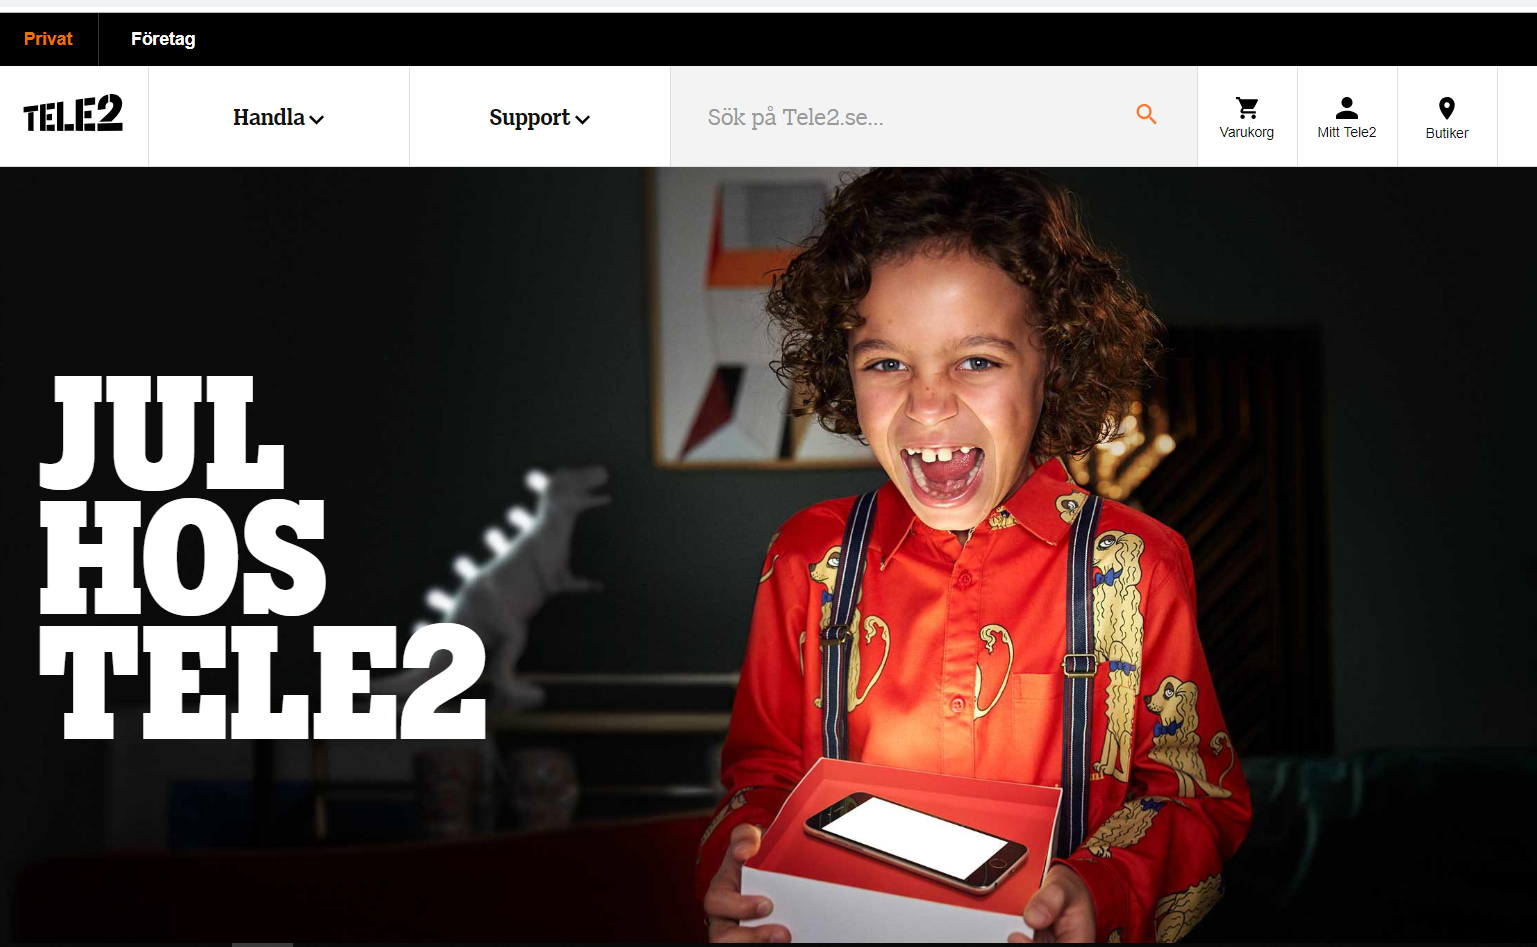 Privat
Företag
TELE2
Handla
Support
Sök på Tele2.se...
Varukorg
Mitt Tele2
Butiker
JUL
HOS
TELE2